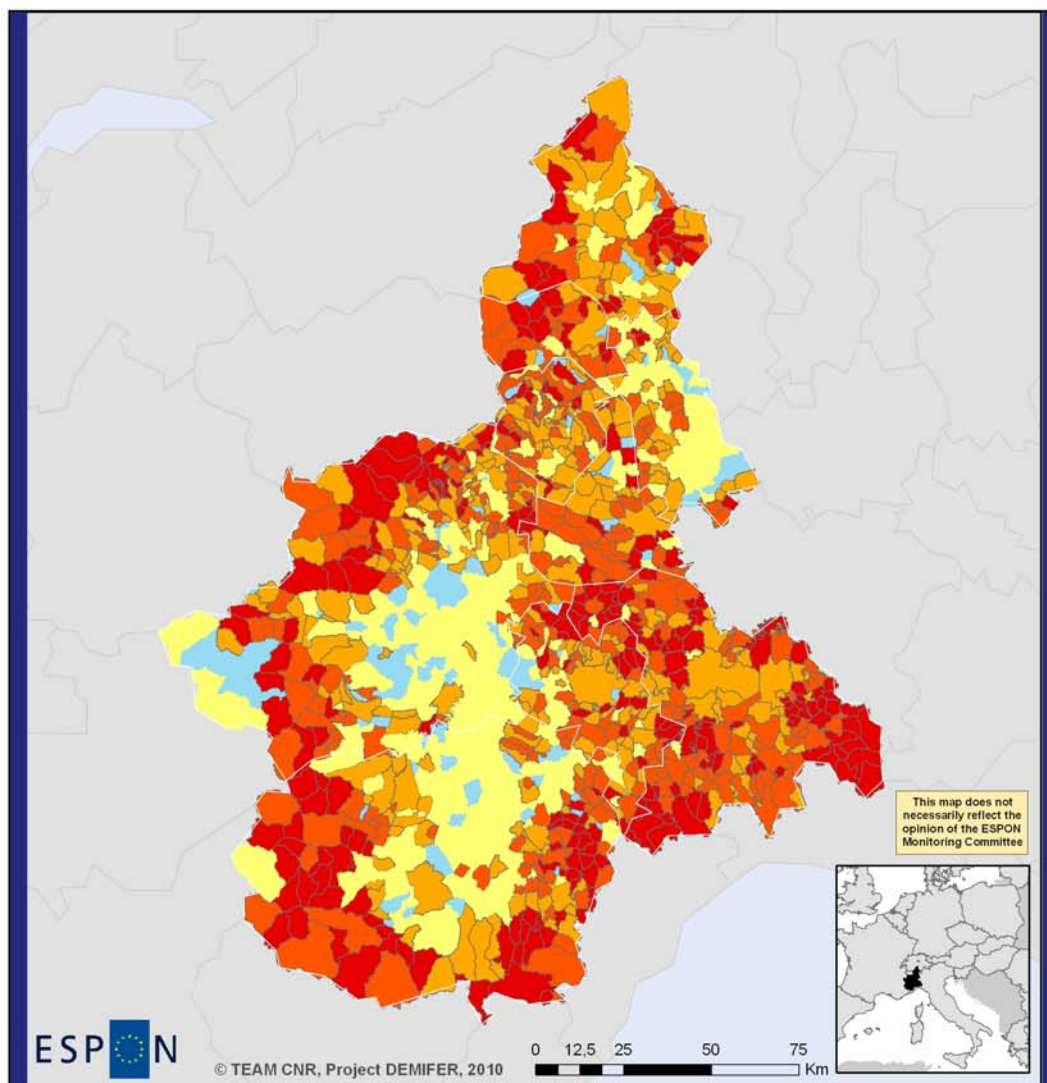 This map does not
necessarily reflect the
opinion of the ESPON
Monitoring Committee
ESPON
© TEAM CNR, Project DEMIFER, 2010
0 12,5 25 50 75
Km